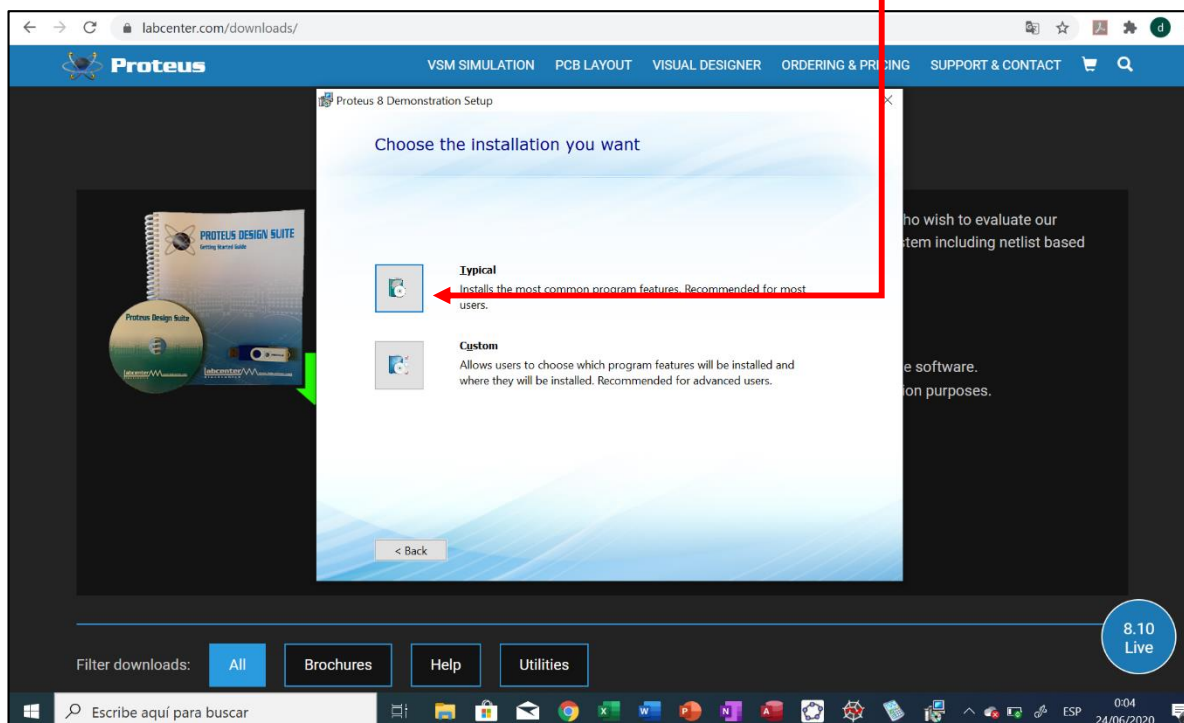 labcenter.com/downloads/
d
Proteus
VSM SIMULATION PCB LAYOUT VISUAL DESIGNER ORDERING & PRICING SUPPORT & CONTACT
Proteus 8 Demonstration Setup
Choose the installation you want
PROTEUS DESIGN SUITE
Getting Started Guide
Proteus Design Suite
labcenter
labcenter
ho wish to evaluate our
tem including netlist based
Typical
Installs the most common program features. Recommended for most
users.
Custom
Allows users to choose which program features will be installed and
where they will be installed. Recommended for advanced users.
e software.
ion purposes.
< Back
8.10
Live
Filter downloads: All Brochures Help Utilities
Escribe aquí para buscar
ESP
0:04
24/06/2020